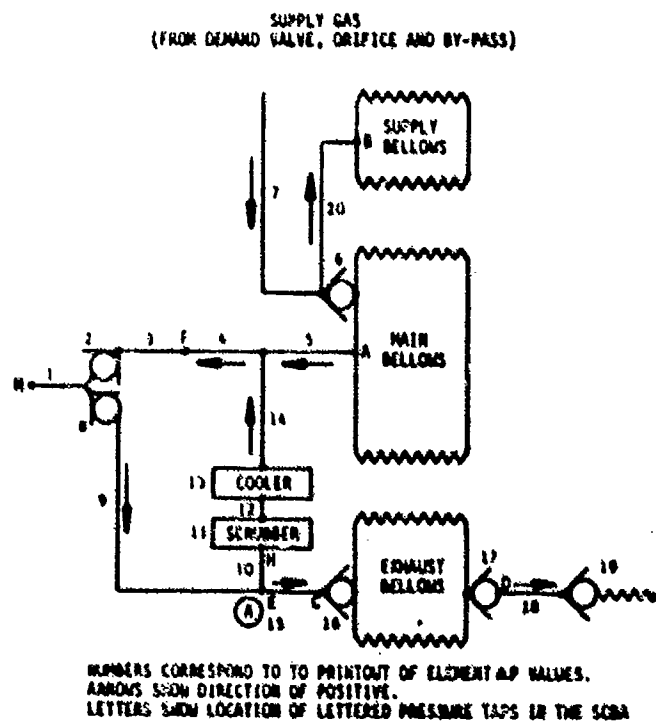 SUPPLY GAS
(FROM DEMAND VALVE, ORIFICE AND BY-PASS)
SUPPLY
BELLOWS
B
7
20
6
2
3
F
4
5
A
MAIN
BELLOWS
M
1
8
14
9
13
COOLER
12
11
SCRUBBER
H
10
EXHAUST
BELLOWS
17
19
D
18
A
E
15
C
16
NUMBERS CORRESPOND TO TO PRINTOUT OF ELEMENT ΔP VALUES.
ARROWS SHOW DIRECTION OF POSITIVE.
LETTERS SHOW LOCATION OF LETTERED PRESSURE TAPS IN THE SCBA